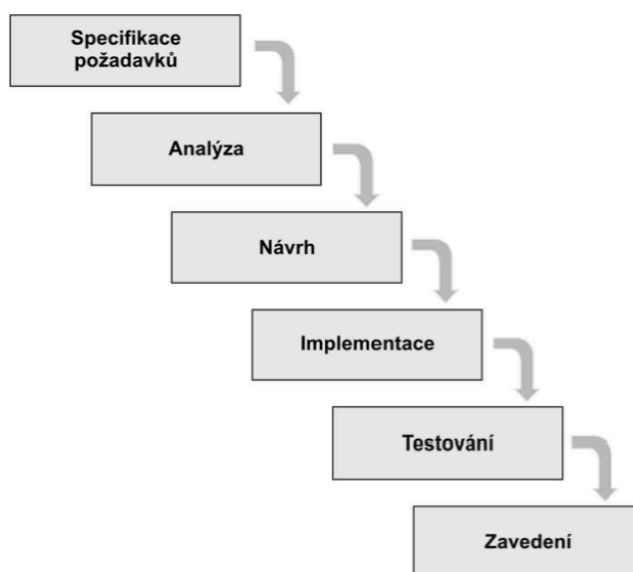 Specifikace
požadavků
Analýza
Návrh
Implementace
Testování
Zavedení